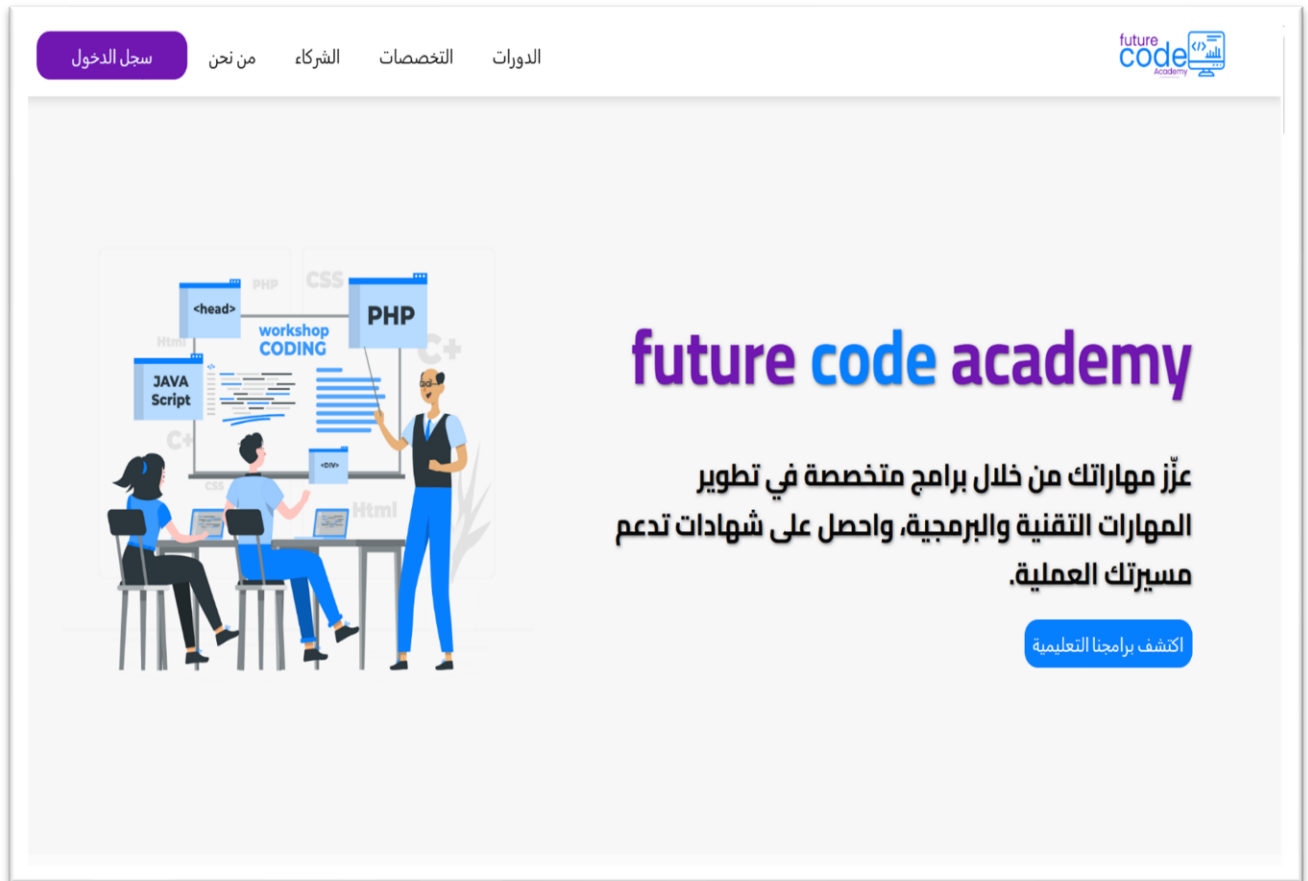 future
code
Academy
الدورات
التخصصات
الشركاء
من نحن
سجل الدخول
future code academy
عزّز مهاراتك من خلال برامج متخصصة في تطوير
المهارات التقنية والبرمجية، واحصل على شهادات تدعم
مسيرتك العملية.
اكتشف برامجنا التعليمية
PHP
CSS
<head>
PHP
Html
workshop
CODING
C+
JAVA
Script
</>
C+
<DIV>
CSS
Html